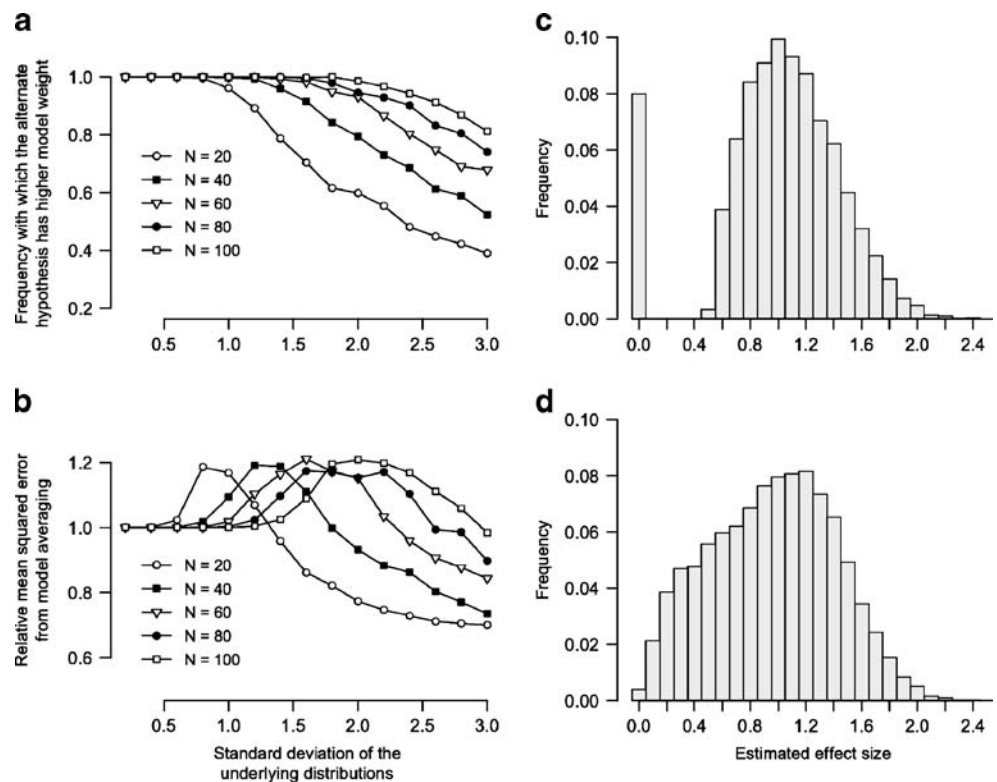 a
Frequency with which the alternate
hypothesis has higher model weight
1.0
0.8
0.6
0.4
0.2
N = 20
N = 40
N = 60
N = 80
N = 100
0.5 1.0 1.5 2.0 2.5 3.0
b
Relative mean squared error
from model averaging
1.2
1.0
0.8
0.6
N = 20
N = 40
N = 60
N = 80
N = 100
0.5 1.0 1.5 2.0 2.5 3.0
Standard deviation of the
underlying distributions
c
Frequency
0.10
0.08
0.06
0.04
0.02
0.00
0.0 0.4 0.8 1.2 1.6 2.0 2.4
d
Frequency
0.10
0.08
0.06
0.04
0.02
0.00
0.0 0.4 0.8 1.2 1.6 2.0 2.4
Estimated effect size